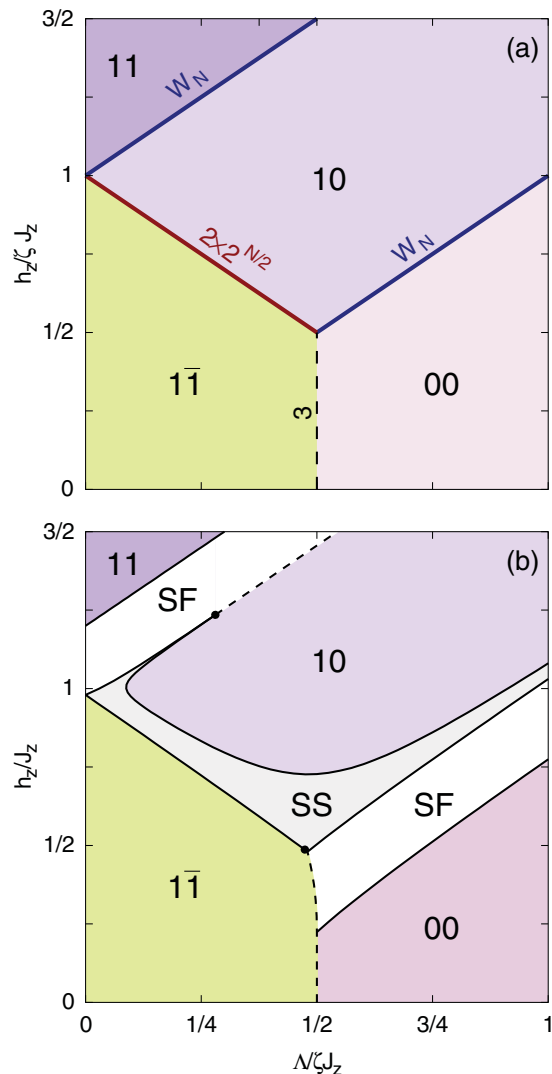 3/2
(a)
11
W_N
1
10
h_z/ζ J_z
2×2^{N/2}
W_N
1/2
11̅
3
00
0
3/2
(b)
11
SF
10
1
h_z/J_z
SS
SF
1/2
11̅
00
0
0
1/4
1/2
3/4
1
Λ/ζJ_z